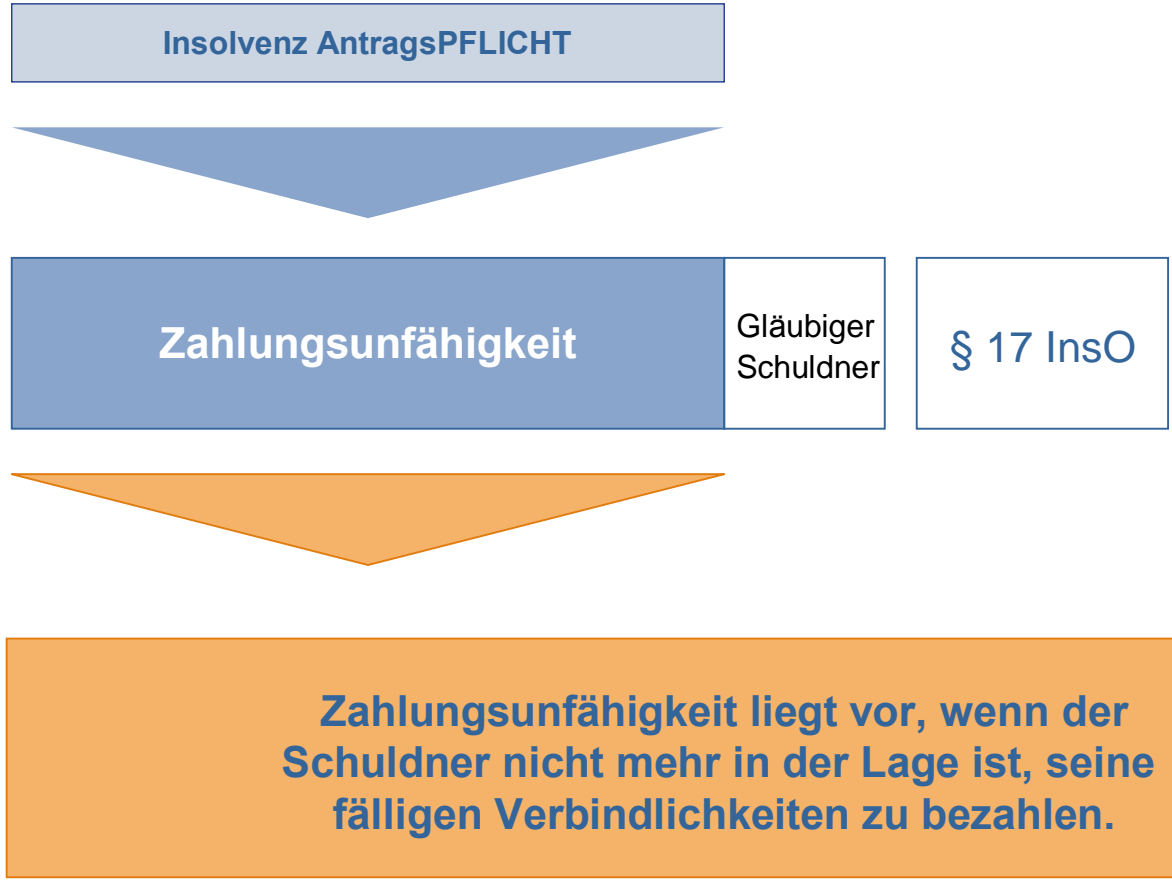 Insolvenz AntragsPFLICHT
Zahlungsunfähigkeit
Gläubiger
Schuldner
§ 17 InsO
Zahlungsunfähigkeit liegt vor, wenn der
Schuldner nicht mehr in der Lage ist, seine
fälligen Verbindlichkeiten zu bezahlen.